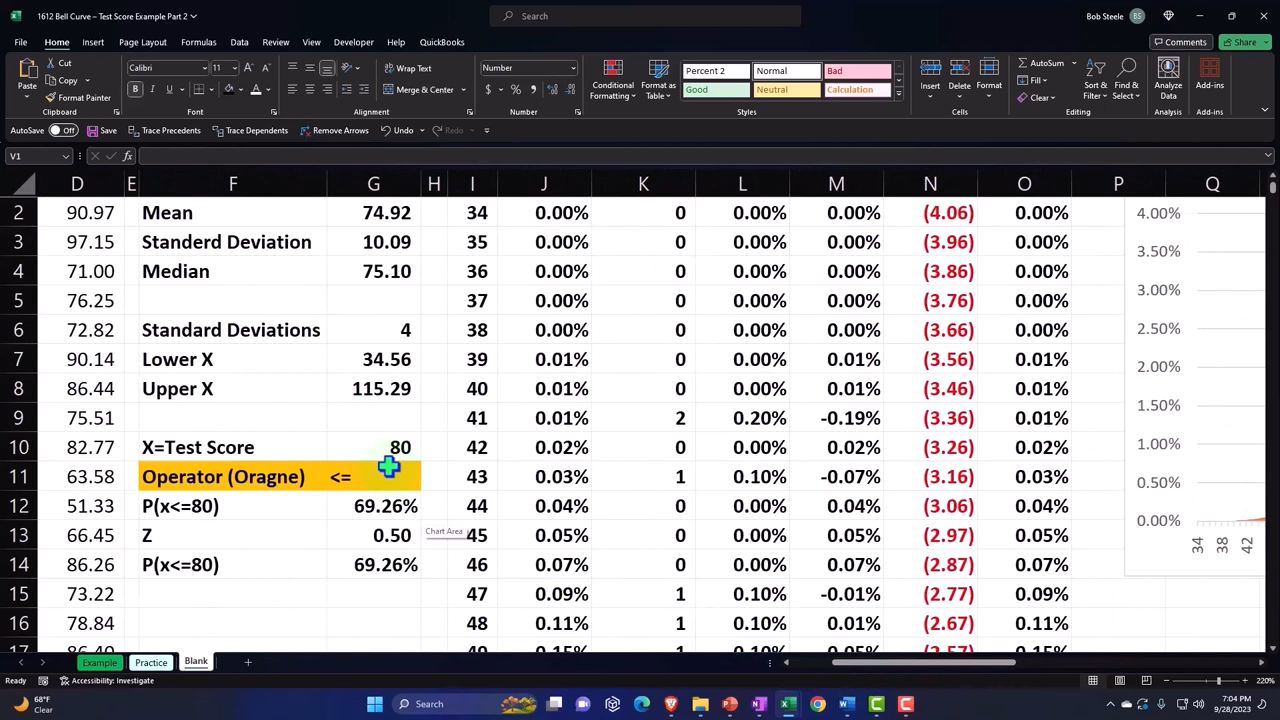 1612 Bell Curve – Test Score Example Part 2
Search
Bob Steele BS
File Home Insert Page Layout Formulas Data Review View Developer Help QuickBooks Comments Share
Cut
Copy
Format Painter
Paste
Calibri 11
Wrap Text
Merge & Center
Number
Conditional Formatting
Format as Table
Percent 2 Normal Bad
Good Neutral Calculation
Insert Delete Format
AutoSum
Fill
Clear
Sort & Filter
Find & Select
Analyze Data
Add-ins
Clipboard Font Alignment Number Styles Cells Editing Analysis Add-ins
AutoSave Off Save Trace Precedents Trace Dependents Remove Arrows Undo Redo
V1 fx
D E F G H I J K L M N O P Q
2 90.97 Mean 74.92 34 0.00% 0 0.00% 0.00% (4.06) 0.00% 4.00%
3 97.15 Standerd Deviation 10.09 35 0.00% 0 0.00% 0.00% (3.96) 0.00% 3.50%
4 71.00 Median 75.10 36 0.00% 0 0.00% 0.00% (3.86) 0.00%
5 76.25 37 0.00% 0 0.00% 0.00% (3.76) 0.00% 3.00%
6 72.82 Standard Deviations 4 38 0.00% 0 0.00% 0.00% (3.66) 0.00% 2.50%
7 90.14 Lower X 34.56 39 0.01% 0 0.00% 0.01% (3.56) 0.01% 2.00%
8 86.44 Upper X 115.29 40 0.01% 0 0.00% 0.01% (3.46) 0.01% 1.50%
9 75.51 41 0.01% 2 0.20% -0.19% (3.36) 0.01%
10 82.77 X=Test Score 80 42 0.02% 0 0.00% 0.02% (3.26) 0.02% 1.00%
11 63.58 Operator (Oragne) <= 43 0.03% 1 0.10% -0.07% (3.16) 0.03% 0.50%
12 51.33 P(x<=80) 69.26% 44 0.04% 0 0.00% 0.04% (3.06) 0.04% 0.00%
13 66.45 Z 0.50 Chart Area 45 0.05% 0 0.00% 0.05% (2.97) 0.05% 34 38 42
14 86.26 P(x<=80) 69.26% 46 0.07% 0 0.00% 0.07% (2.87) 0.07%
15 73.22 47 0.09% 1 0.10% -0.01% (2.77) 0.09%
16 78.84 48 0.11% 1 0.10% 0.01% (2.67) 0.11%
17 86.40 49 0.15% 1 0.10% 0.05% (2.57) 0.15%
Example Practice Blank
Ready Accessibility: Investigate 220%
68°F
Clear
Search
7:04 PM
9/28/2023